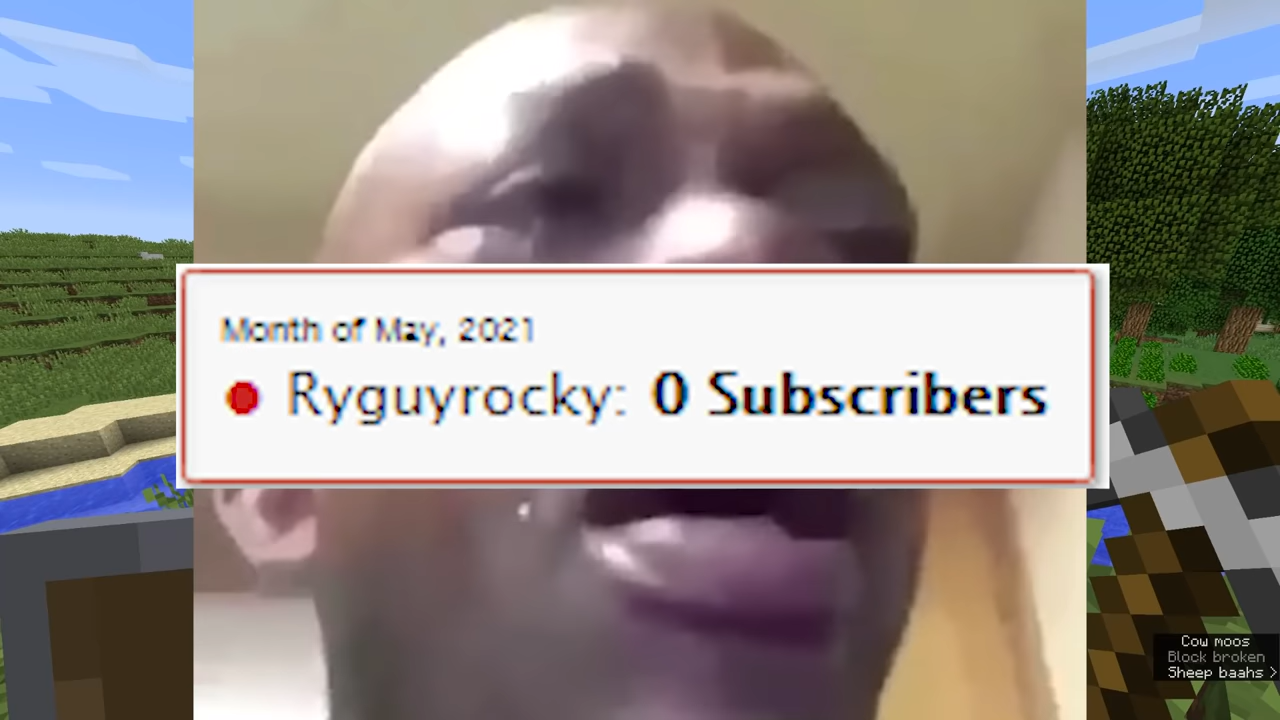 Month of May, 2021
Ryguyrocky: 0 Subscribers
Cow moos
Block broken
Sheep baahs >